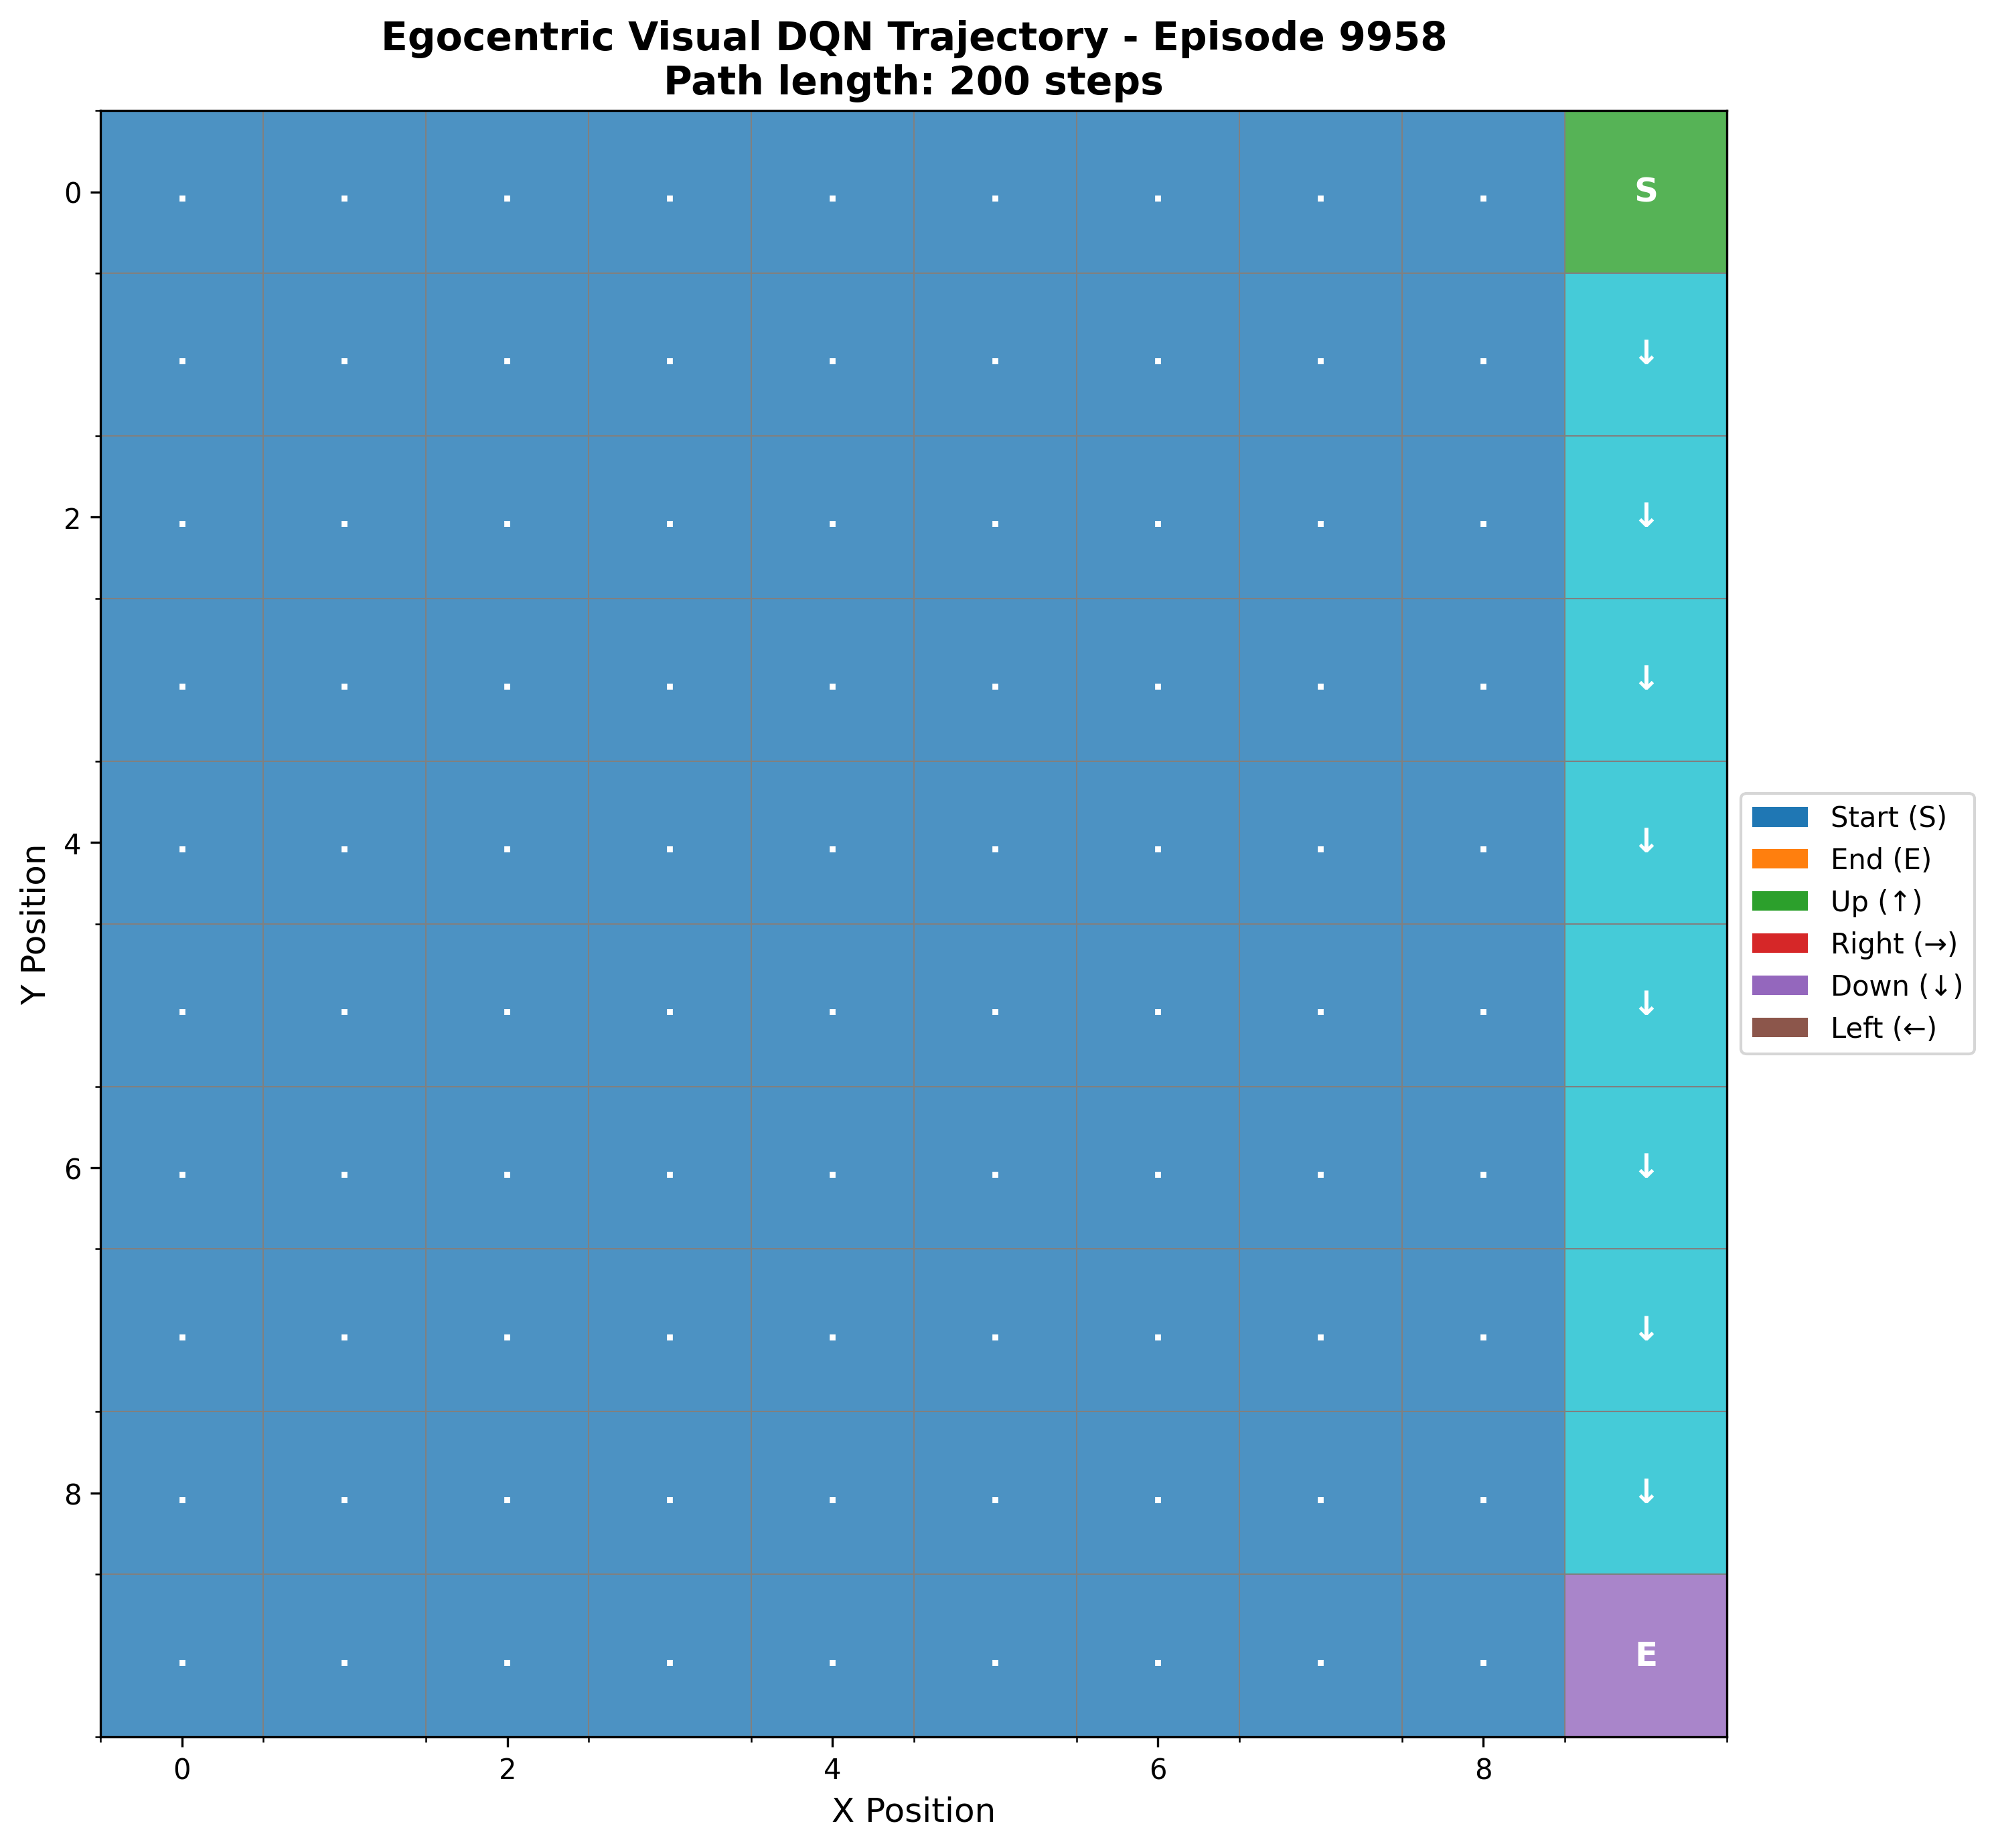 Egocentric Visual DQN Trajectory - Episode 9958
Path length: 200 steps
0 . . . . . . . . . S
. . . . . . . . . ↓
2 . . . . . . . . . ↓
. . . . . . . . . ↓
4 . . . . . . . . . ↓
. . . . . . . . . ↓
6 . . . . . . . . . ↓
. . . . . . . . . ↓
8 . . . . . . . . . ↓
. . . . . . . . . E
0 2 4 6 8
X Position
Y Position
Start (S)
End (E)
Up (↑)
Right (→)
Down (↓)
Left (←)